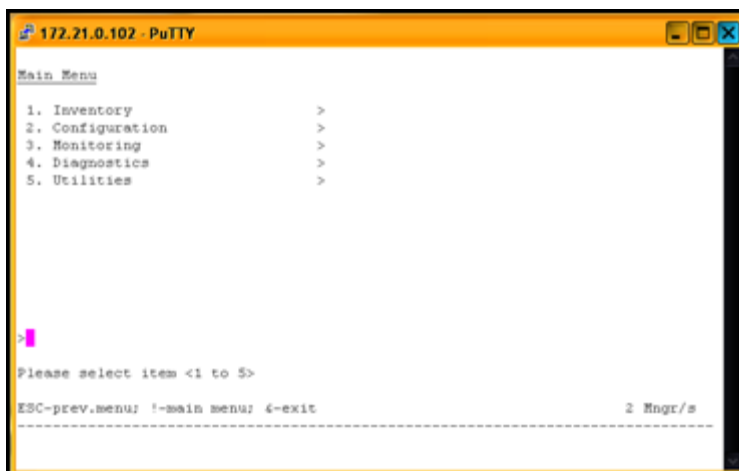 172.21.0.102 - PuTTY
Main Menu
1. Inventory >
2. Configuration >
3. Monitoring >
4. Diagnostics >
5. Utilities >
>
Please select item <1 to 5>
ESC-prev.menu; !-main menu; &-exit 2 Mngr/s
--------------------------------------------------------------------------------